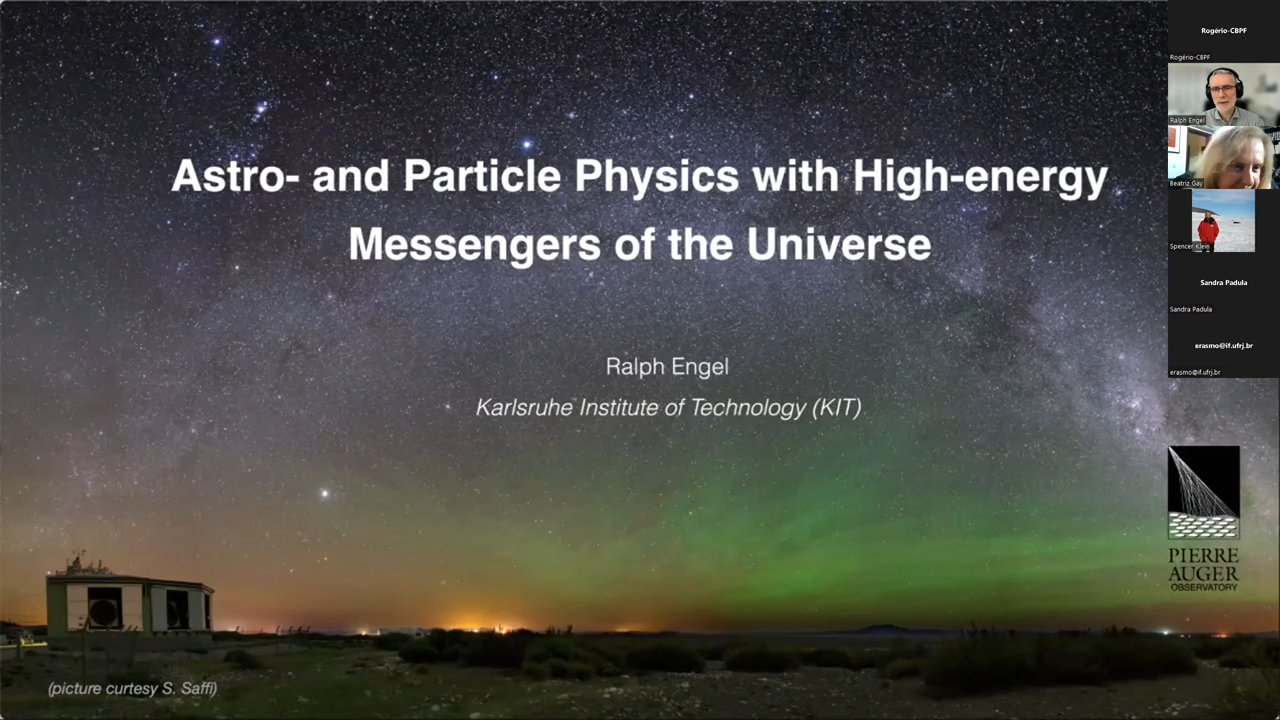 Astro- and Particle Physics with High-energy
Messengers of the Universe
Ralph Engel
Karlsruhe Institute of Technology (KIT)
(picture curtesy S. Saffi)
PIERRE
AUGER
OBSERVATORY
Rogério-CBPF
Rogério-CBPF
Ralph Engel
Beatriz Gay
Spencer Klein
Sandra Padula
Sandra Padula
erasmo@if.ufrj.br
erasmo@if.ufrj.br